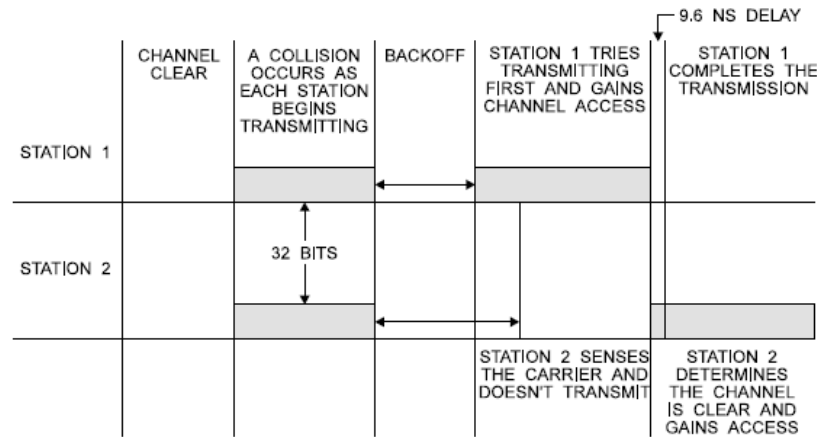 9.6 NS DELAY
CHANNEL
CLEAR
A COLLISION
OCCURS AS
EACH STATION
BEGINS
TRANSMITTING
BACKOFF
STATION 1 TRIES
TRANSMITTING
FIRST AND GAINS
CHANNEL ACCESS
STATION 1
COMPLETES THE
TRANSMISSION
STATION 1
32 BITS
STATION 2
STATION 2 SENSES
THE CARRIER AND
DOESN'T TRANSMIT
STATION 2
DETERMINES
THE CHANNEL
IS CLEAR AND
GAINS ACCESS